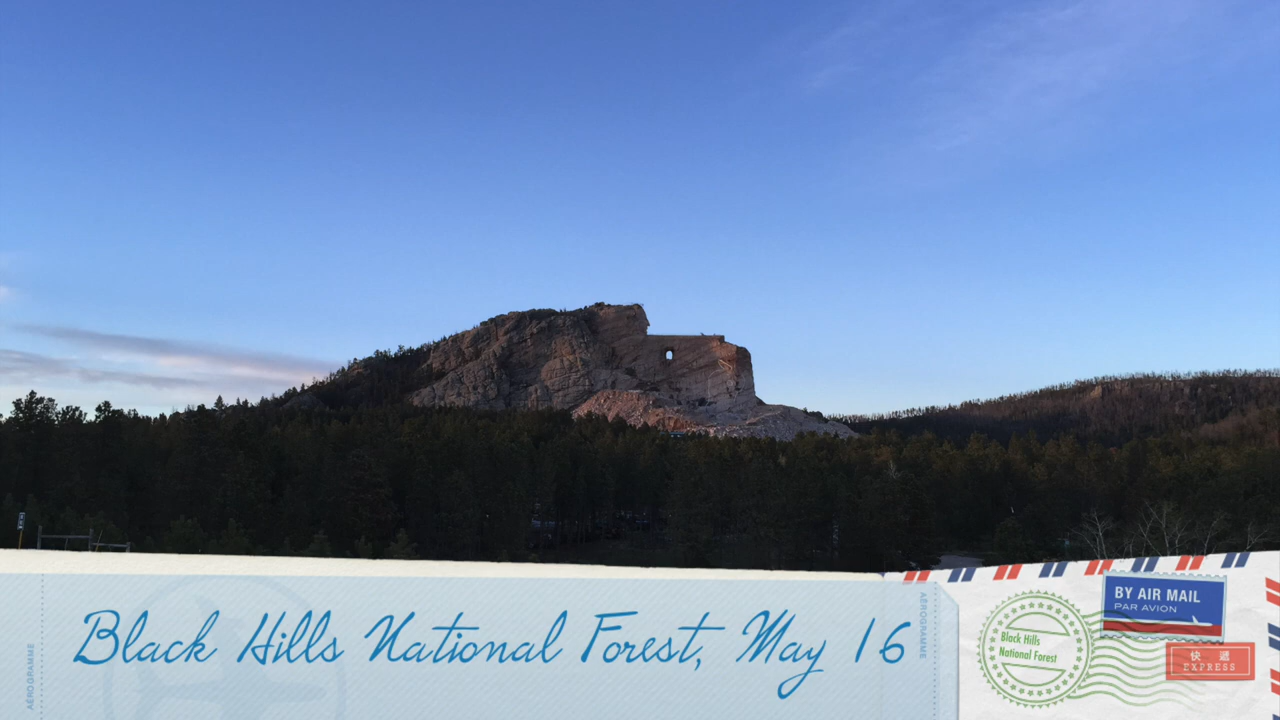 Black Hills National Forest, May 16
AEROGRAMME
AEROGRAMME
Black Hills
National Forest
BY AIR MAIL
PAR AVION
快 遞
EXPRESS